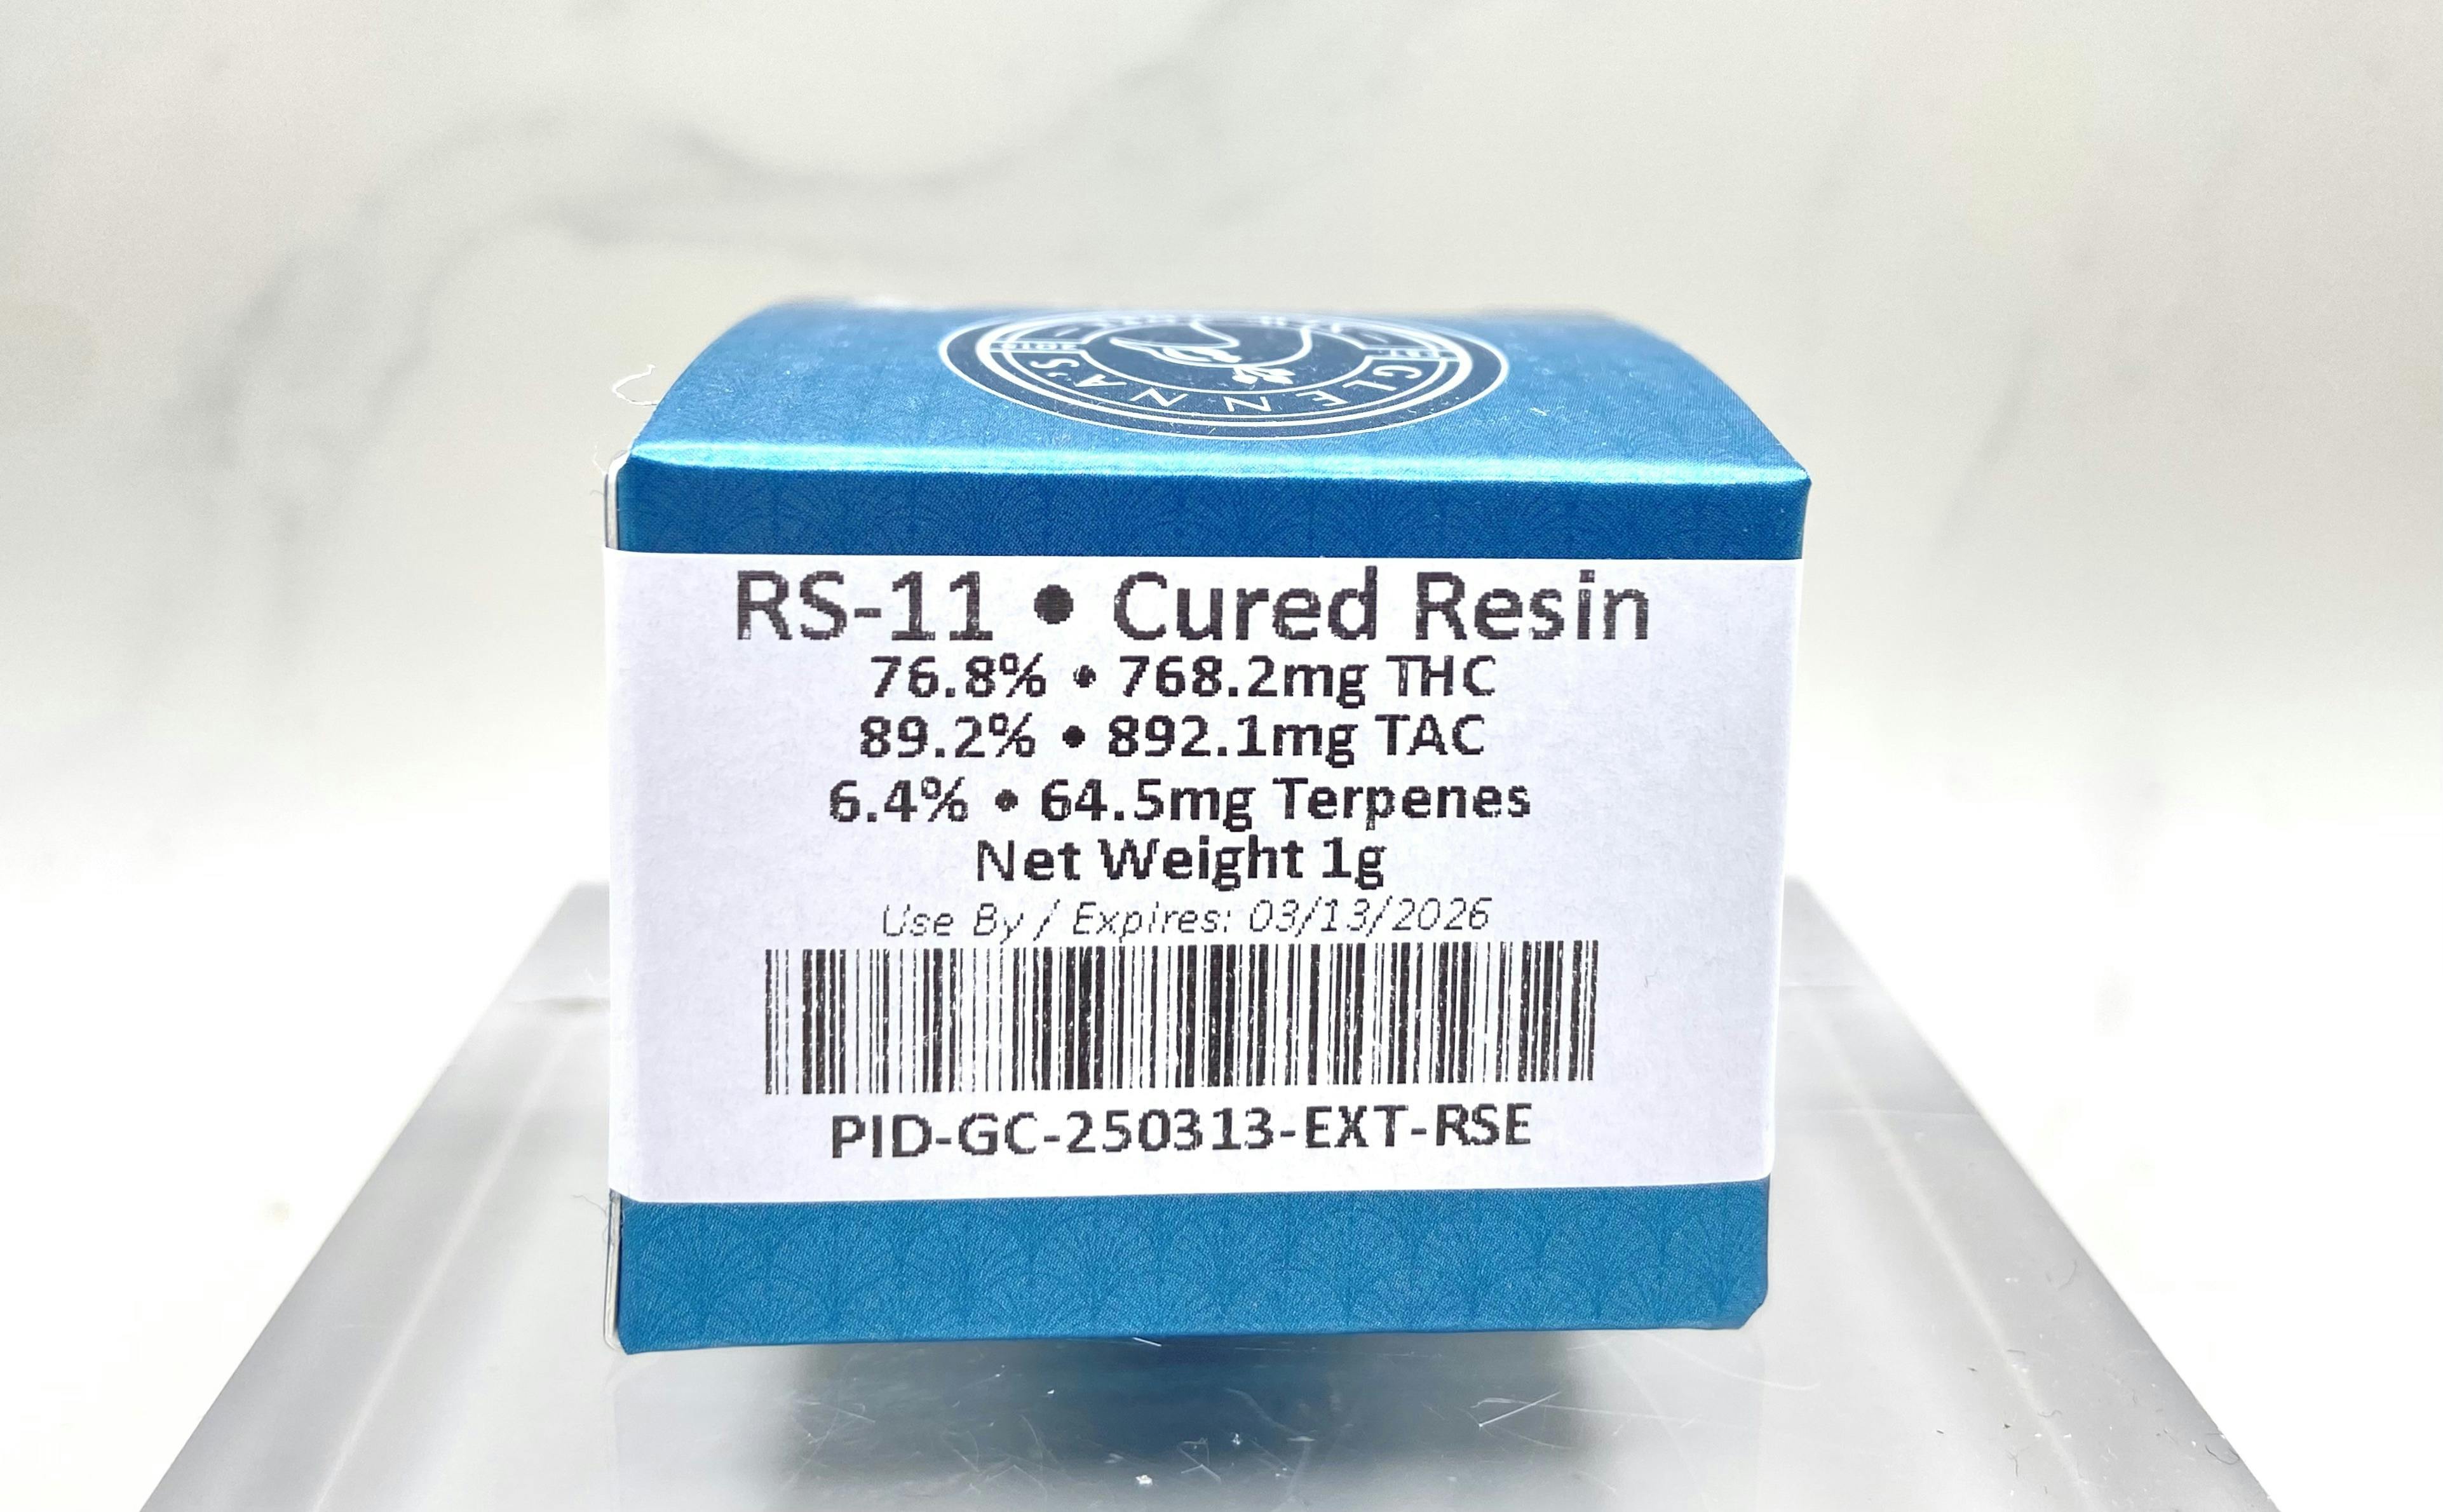 GLENNA'S
RS-11 • Cured Resin
76.8% • 768.2mg THC
89.2% • 892.1mg TAC
6.4% • 64.5mg Terpenes
Net Weight 1g
Use By / Expires: 03/13/2026
PID-GC-250313-EXT-RSE